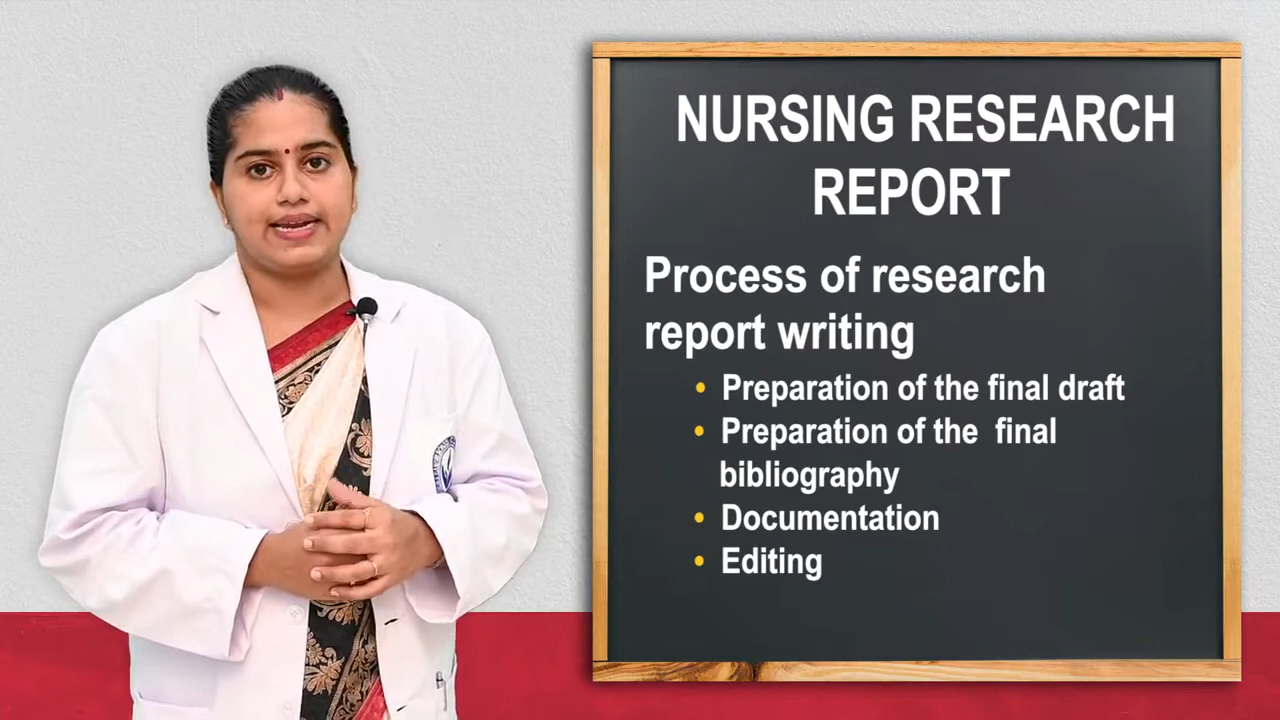 NURSING RESEARCH
REPORT
Process of research
report writing
• Preparation of the final draft
• Preparation of the final
bibliography
• Documentation
• Editing